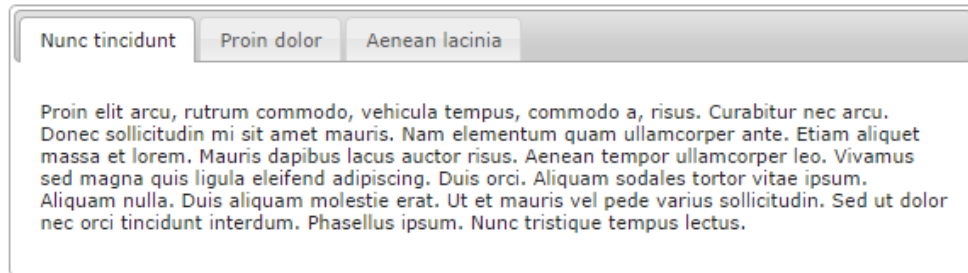 Nunc tincidunt Proin dolor Aenean lacinia
Proin elit arcu, rutrum commodo, vehicula tempus, commodo a, risus. Curabitur nec arcu.
Donec sollicitudin mi sit amet mauris. Nam elementum quam ullamcorper ante. Etiam aliquet
massa et lorem. Mauris dapibus lacus auctor risus. Aenean tempor ullamcorper leo. Vivamus
sed magna quis ligula eleifend adipiscing. Duis orci. Aliquam sodales tortor vitae ipsum.
Aliquam nulla. Duis aliquam molestie erat. Ut et mauris vel pede varius sollicitudin. Sed ut dolor
nec orci tincidunt interdum. Phasellus ipsum. Nunc tristique tempus lectus.